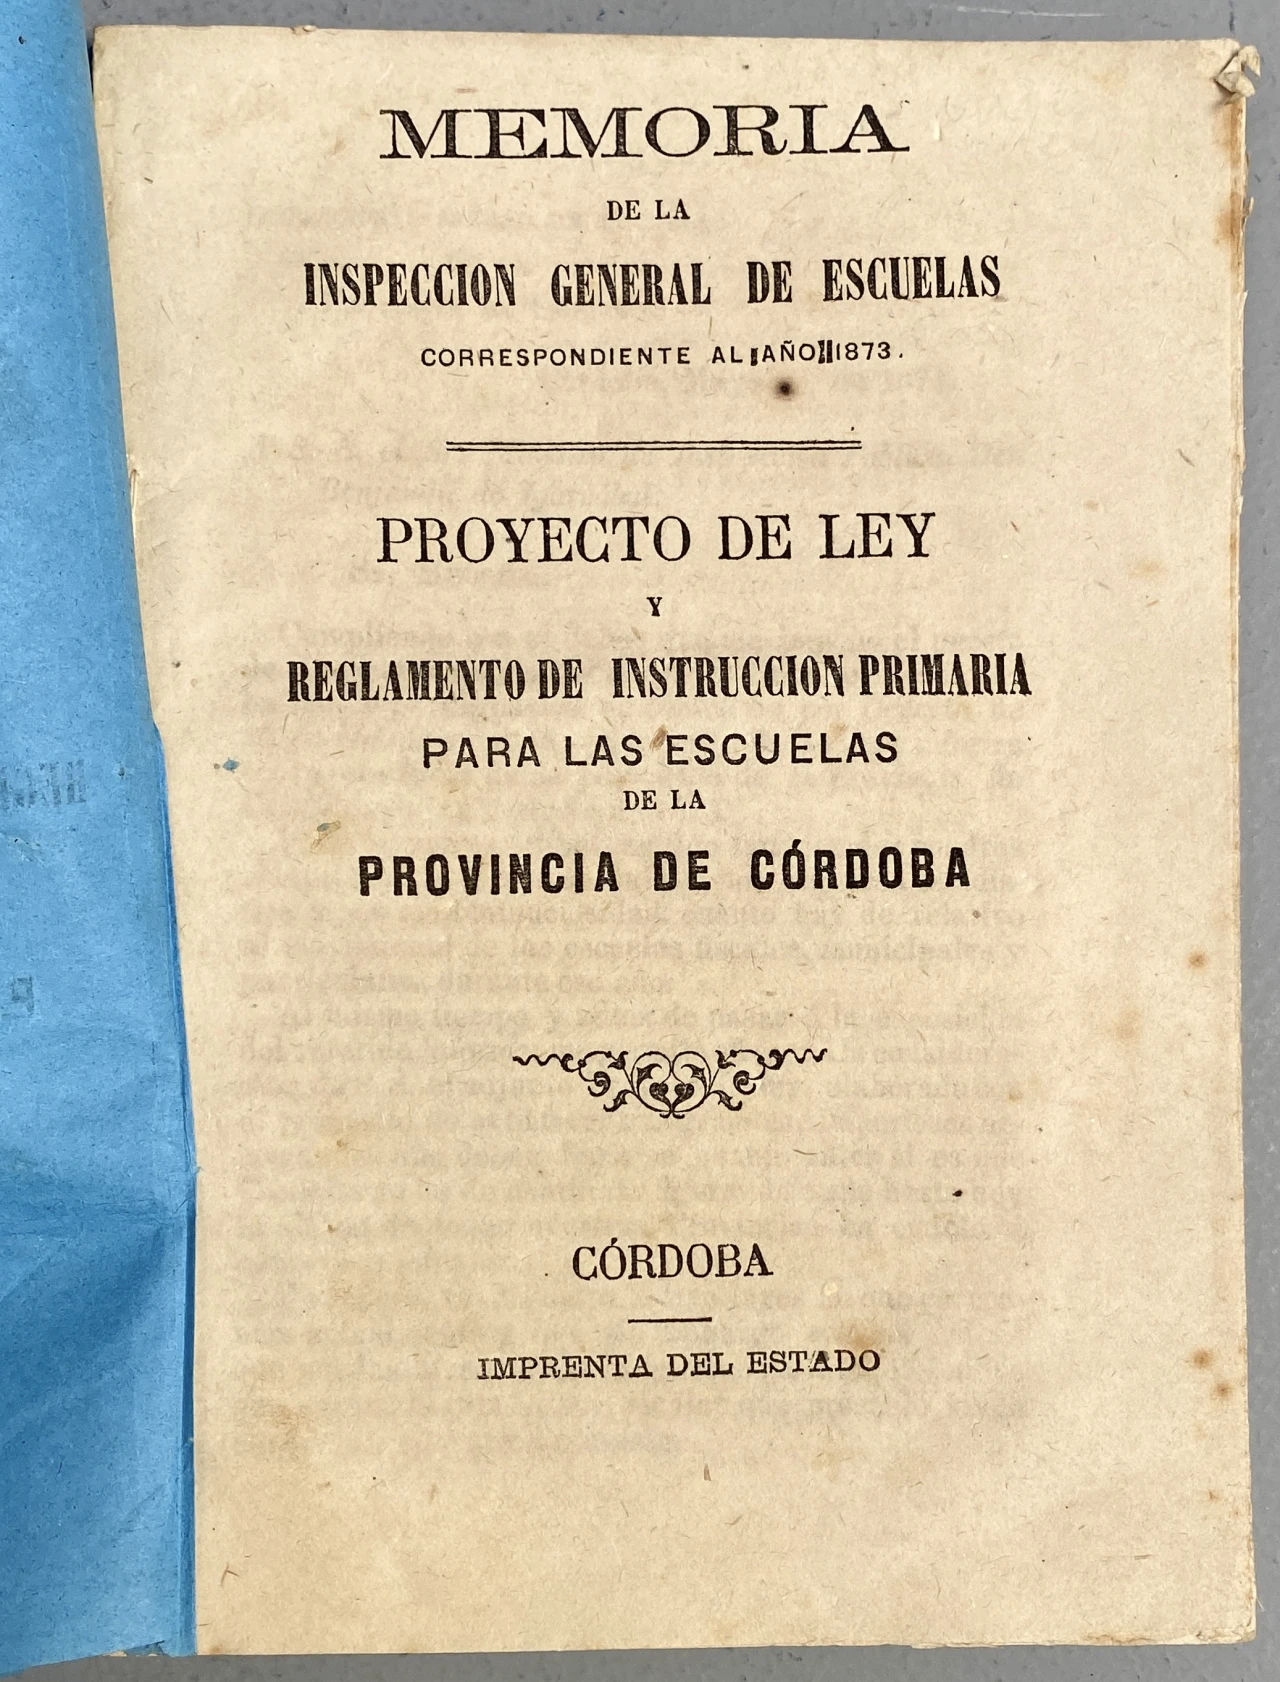 MEMORIA
DE LA
INSPECCION GENERAL DE ESCUELAS
CORRESPONDIENTE AL AÑO 1873.
PROYECTO DE LEY
Y
REGLAMENTO DE INSTRUCCION PRIMARIA
PARA LAS ESCUELAS
DE LA
PROVINCIA DE CÓRDOBA
CÓRDOBA
IMPRENTA DEL ESTADO